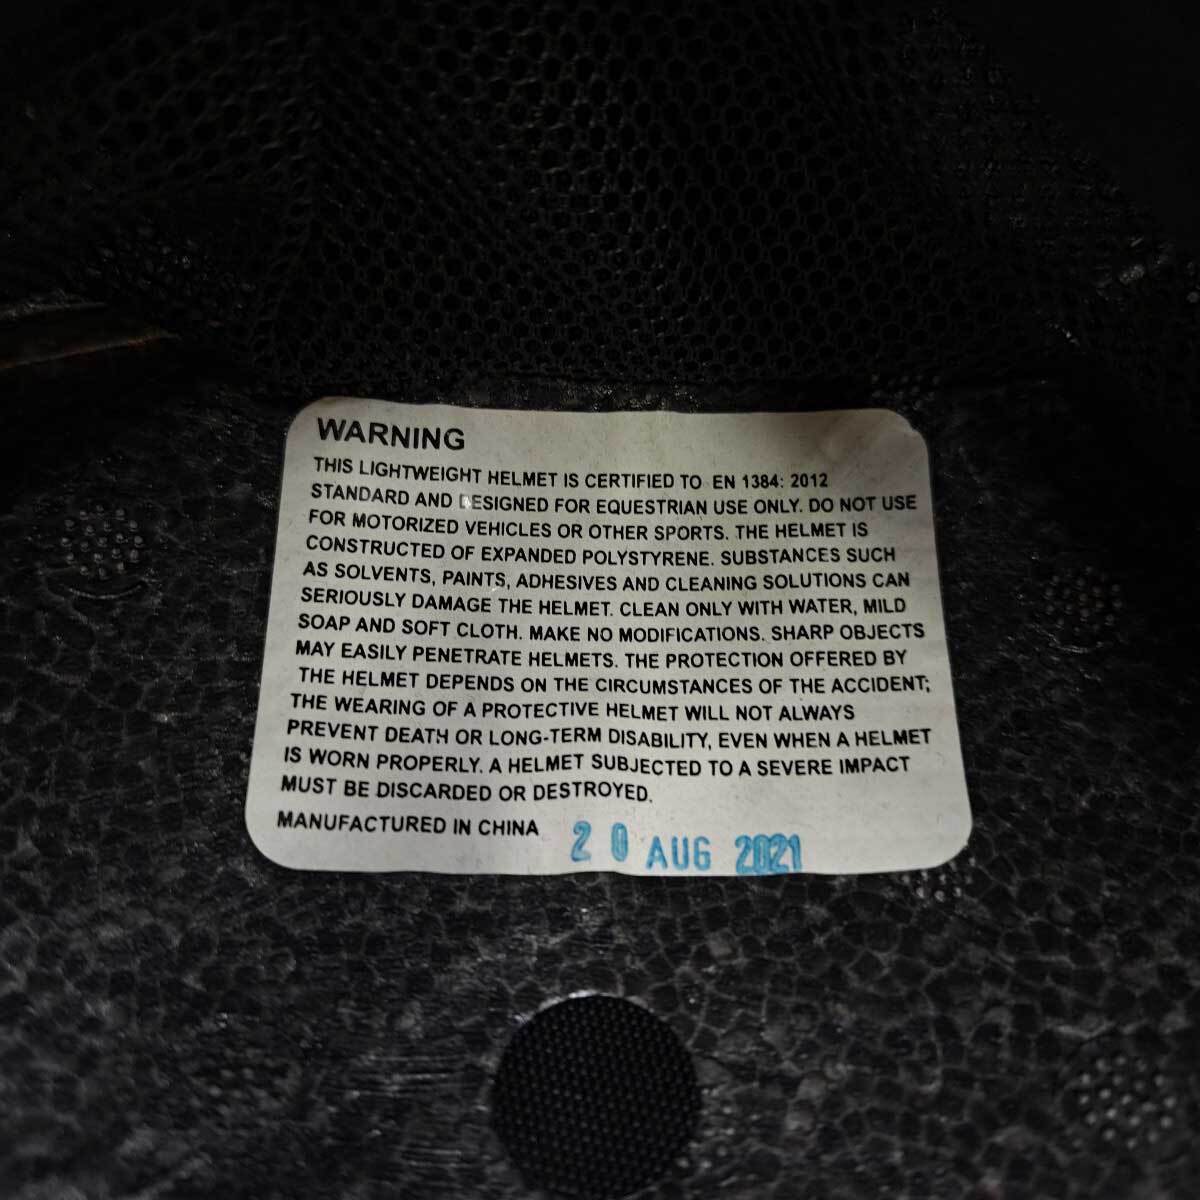 WARNING
THIS LIGHTWEIGHT HELMET IS CERTIFIED TO EN 1384: 2012
STANDARD AND DESIGNED FOR EQUESTRIAN USE ONLY. DO NOT USE
FOR MOTORIZED VEHICLES OR OTHER SPORTS. THE HELMET IS
CONSTRUCTED OF EXPANDED POLYSTYRENE. SUBSTANCES SUCH
AS SOLVENTS, PAINTS, ADHESIVES AND CLEANING SOLUTIONS CAN
SERIOUSLY DAMAGE THE HELMET. CLEAN ONLY WITH WATER, MILD
SOAP AND SOFT CLOTH. MAKE NO MODIFICATIONS. SHARP OBJECTS
MAY EASILY PENETRATE HELMETS. THE PROTECTION OFFERED BY
THE HELMET DEPENDS ON THE CIRCUMSTANCES OF THE ACCIDENT;
THE WEARING OF A PROTECTIVE HELMET WILL NOT ALWAYS
PREVENT DEATH OR LONG-TERM DISABILITY, EVEN WHEN A HELMET
IS WORN PROPERLY. A HELMET SUBJECTED TO A SEVERE IMPACT
MUST BE DISCARDED OR DESTROYED.
MANUFACTURED IN CHINA 20 AUG 2021